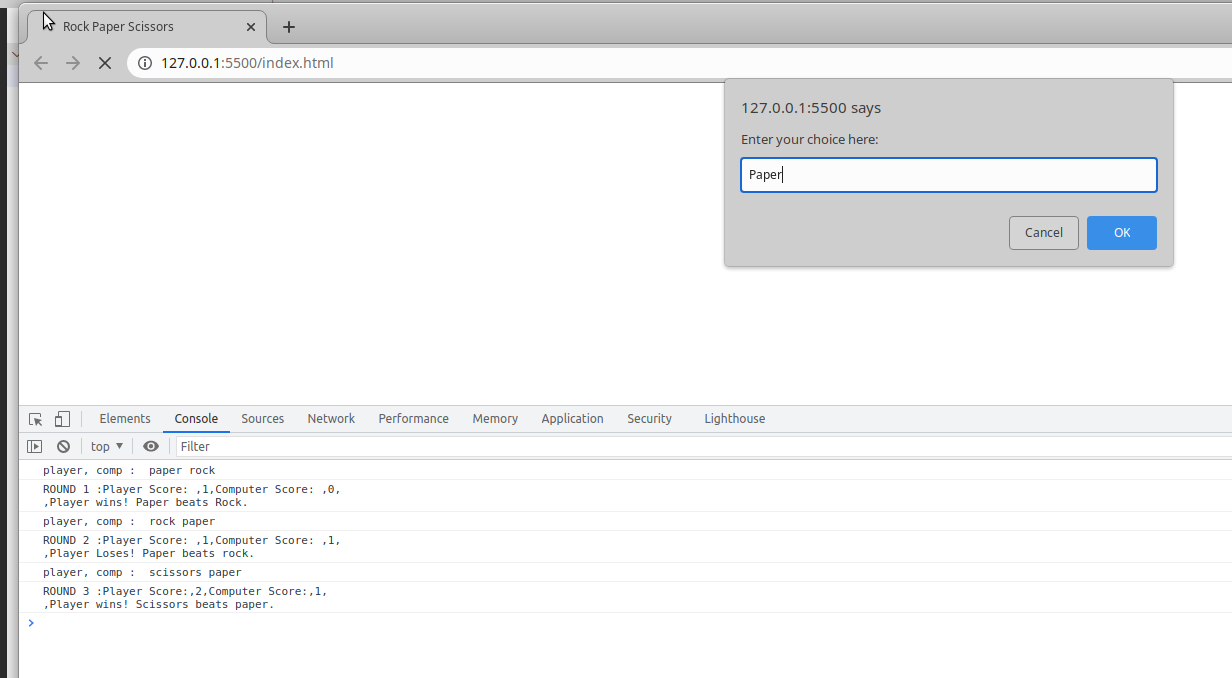 Rock Paper Scissors
127.0.0.1:5500/index.html
127.0.0.1:5500 says
Enter your choice here:
Paper
Cancel OK
Elements Console Sources Network Performance Memory Application Security Lighthouse
top Filter
player, comp :  paper rock
ROUND 1 :Player Score: ,1,Computer Score: ,0,
,Player wins! Paper beats Rock.
player, comp :  rock paper
ROUND 2 :Player Score: ,1,Computer Score: ,1,
,Player Loses! Paper beats rock.
player, comp :  scissors paper
ROUND 3 :Player Score:,2,Computer Score:,1,
,Player wins! Scissors beats paper.